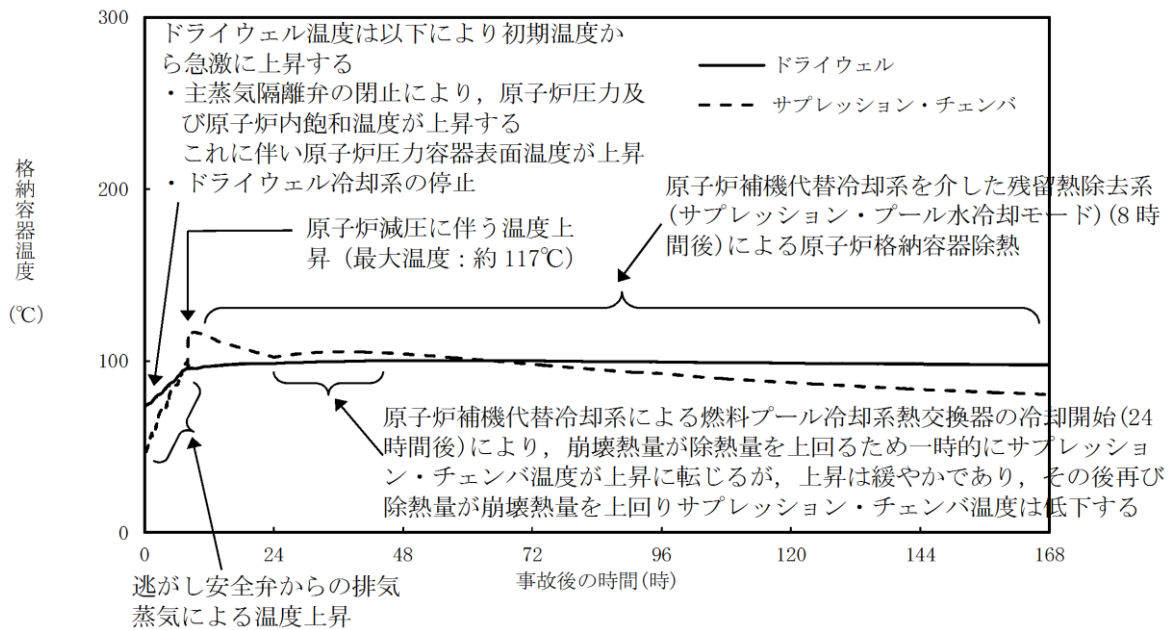 300
200
100
0
格納容器温度
(℃)
ドライウェル温度は以下により初期温度か
ら急激に上昇する
・主蒸気隔離弁の閉止により，原子炉圧力及
び原子炉内飽和温度が上昇する
これに伴い原子炉圧力容器表面温度が上昇
・ドライウェル冷却系の停止
ドライウェル
サプレッション・チェンバ
原子炉減圧に伴う温度上
昇（最大温度：約 117℃）
原子炉補機代替冷却系を介した残留熱除去系
(サプレッション・プール水冷却モード)(8 時
間後)による原子炉格納容器除熱
原子炉補機代替冷却系による燃料プール冷却系熱交換器の冷却開始(24
時間後)により，崩壊熱量が除熱量を上回るため一時的にサプレッショ
ン・チェンバ温度が上昇に転じるが，上昇は緩やかであり，その後再び
除熱量が崩壊熱量を上回りサプレッション・チェンバ温度は低下する
0 24 48 72 96 120 144 168
事故後の時間(時)
逃がし安全弁からの排気
蒸気による温度上昇